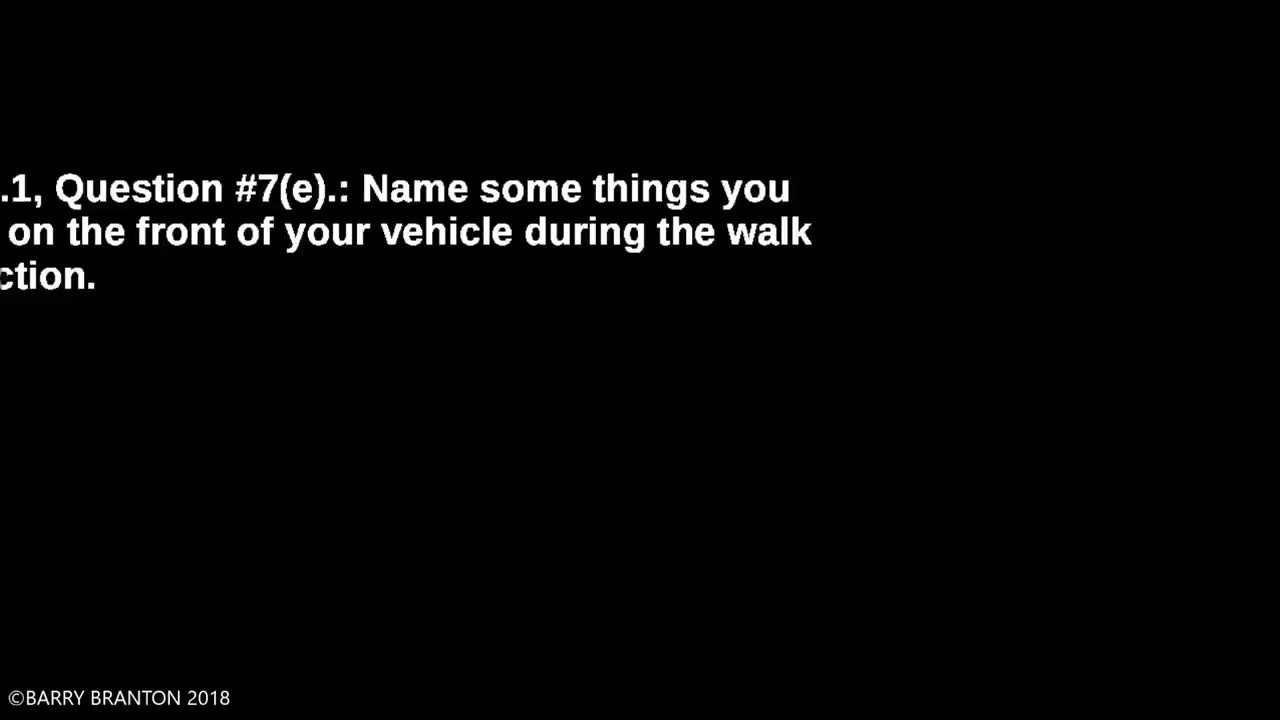 .1, Question #7(e).: Name some things you
on the front of your vehicle during the walk
ction.
©BARRY BRANTON 2018